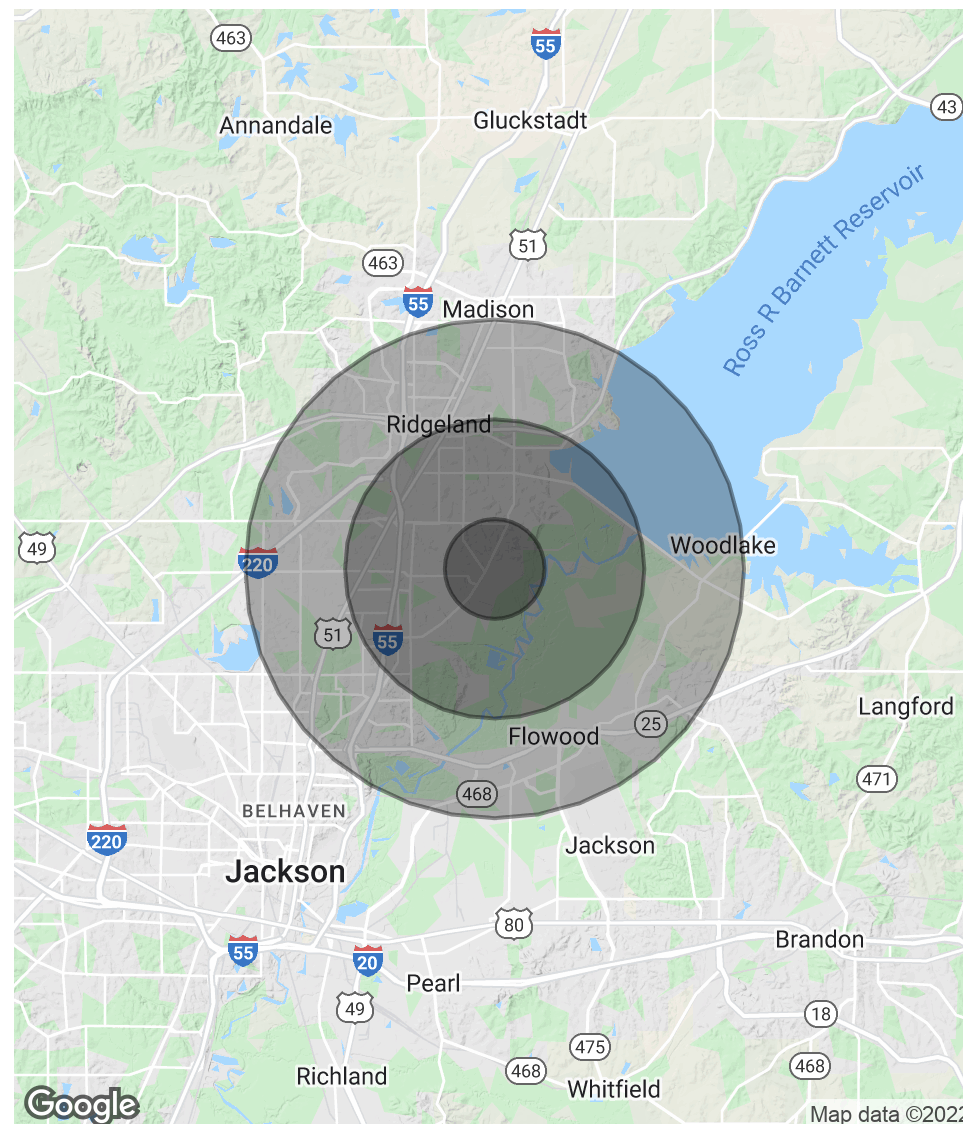 463
55
43
Annandale
Gluckstadt
Ross R Barnett Reservoir
51
463
55
Madison
Ridgeland
49
220
Woodlake
51
55
Langford
25
Flowood
471
468
BELHAVEN
220
Jackson
Jackson
80
55
20
Brandon
Pearl
49
18
475
468
468
Richland
Whitfield
Google
Map data ©2022